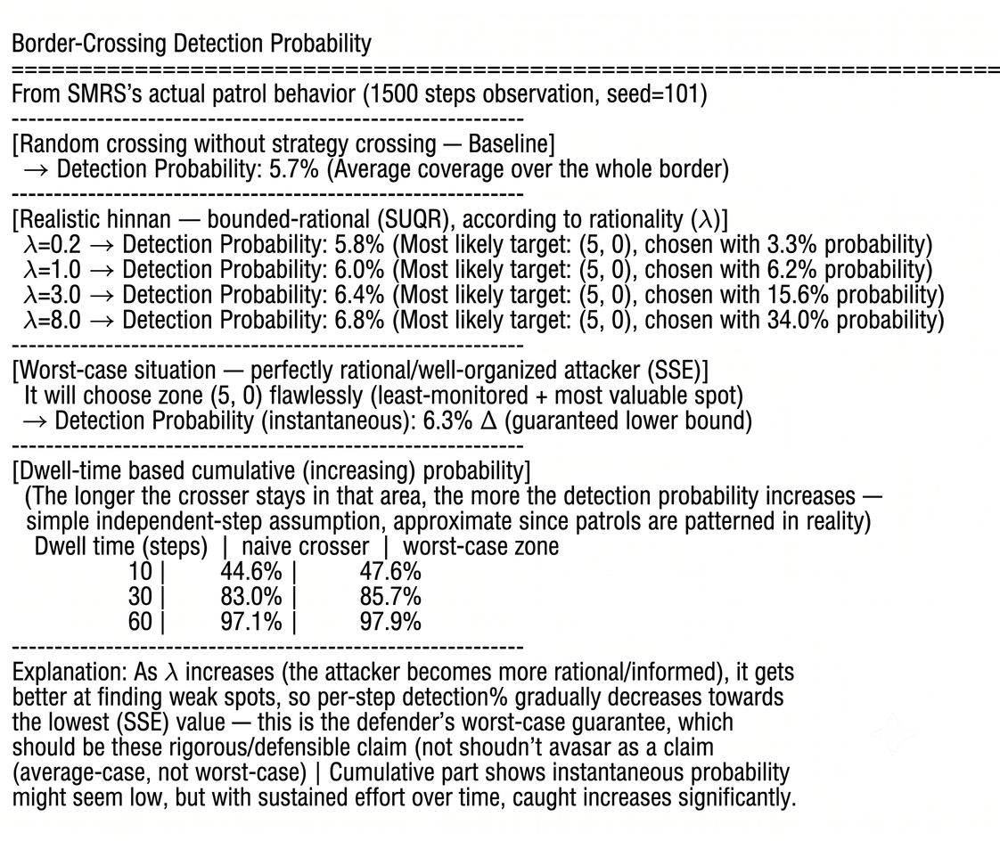 Border-Crossing Detection Probability
================================================================================
From SMRS’s actual patrol behavior (1500 steps observation, seed=101)
------------------------------------------------------------
[Random crossing without strategy crossing — Baseline]
→ Detection Probability: 5.7% (Average coverage over the whole border)
------------------------------------------------------------
[Realistic hinnan — bounded-rational (SUQR), according to rationality (λ)]
λ=0.2 → Detection Probability: 5.8% (Most likely target: (5, 0), chosen with 3.3% probability)
λ=1.0 → Detection Probability: 6.0% (Most likely target: (5, 0), chosen with 6.2% probability)
λ=3.0 → Detection Probability: 6.4% (Most likely target: (5, 0), chosen with 15.6% probability)
λ=8.0 → Detection Probability: 6.8% (Most likely target: (5, 0), chosen with 34.0% probability)
------------------------------------------------------------
[Worst-case situation — perfectly rational/well-organized attacker (SSE)]
It will choose zone (5, 0) flawlessly (least-monitored + most valuable spot)
→ Detection Probability (instantaneous): 6.3% Δ (guaranteed lower bound)
------------------------------------------------------------
[Dwell-time based cumulative (increasing) probability]
(The longer the crosser stays in that area, the more the detection probability increases —
simple independent-step assumption, approximate since patrols are patterned in reality)
Dwell time (steps) | naive crosser | worst-case zone
10 | 44.6% | 47.6%
30 | 83.0% | 85.7%
60 | 97.1% | 97.9%
------------------------------------------------------------
Explanation: As λ increases (the attacker becomes more rational/informed), it gets
better at finding weak spots, so per-step detection% gradually decreases towards
the lowest (SSE) value — this is the defender’s worst-case guarantee, which
should be these rigorous/defensible claim (not shoudn’t avasar as a claim
(average-case, not worst-case) | Cumulative part shows instantaneous probability
might seem low, but with sustained effort over time, caught increases significantly.